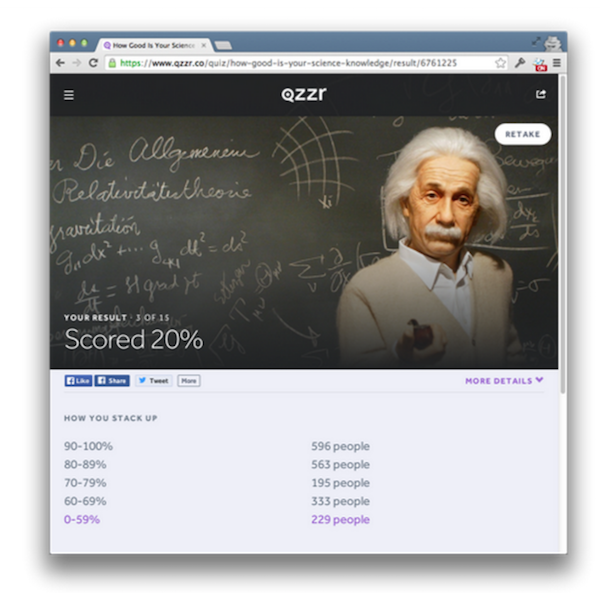 How Good Is Your Science
https://www.qzzr.co/quiz/how-good-is-your-science-knowledge/result/6761225
ON
QZZR
RETAKE
Die Allgemeine
Relativitätstheorie
YOUR RESULT · 3 OF 15
Scored 20%
Like Share Tweet More
MORE DETAILS
HOW YOU STACK UP
90-100% 596 people
80-89% 563 people
70-79% 195 people
60-69% 333 people
0-59% 229 people